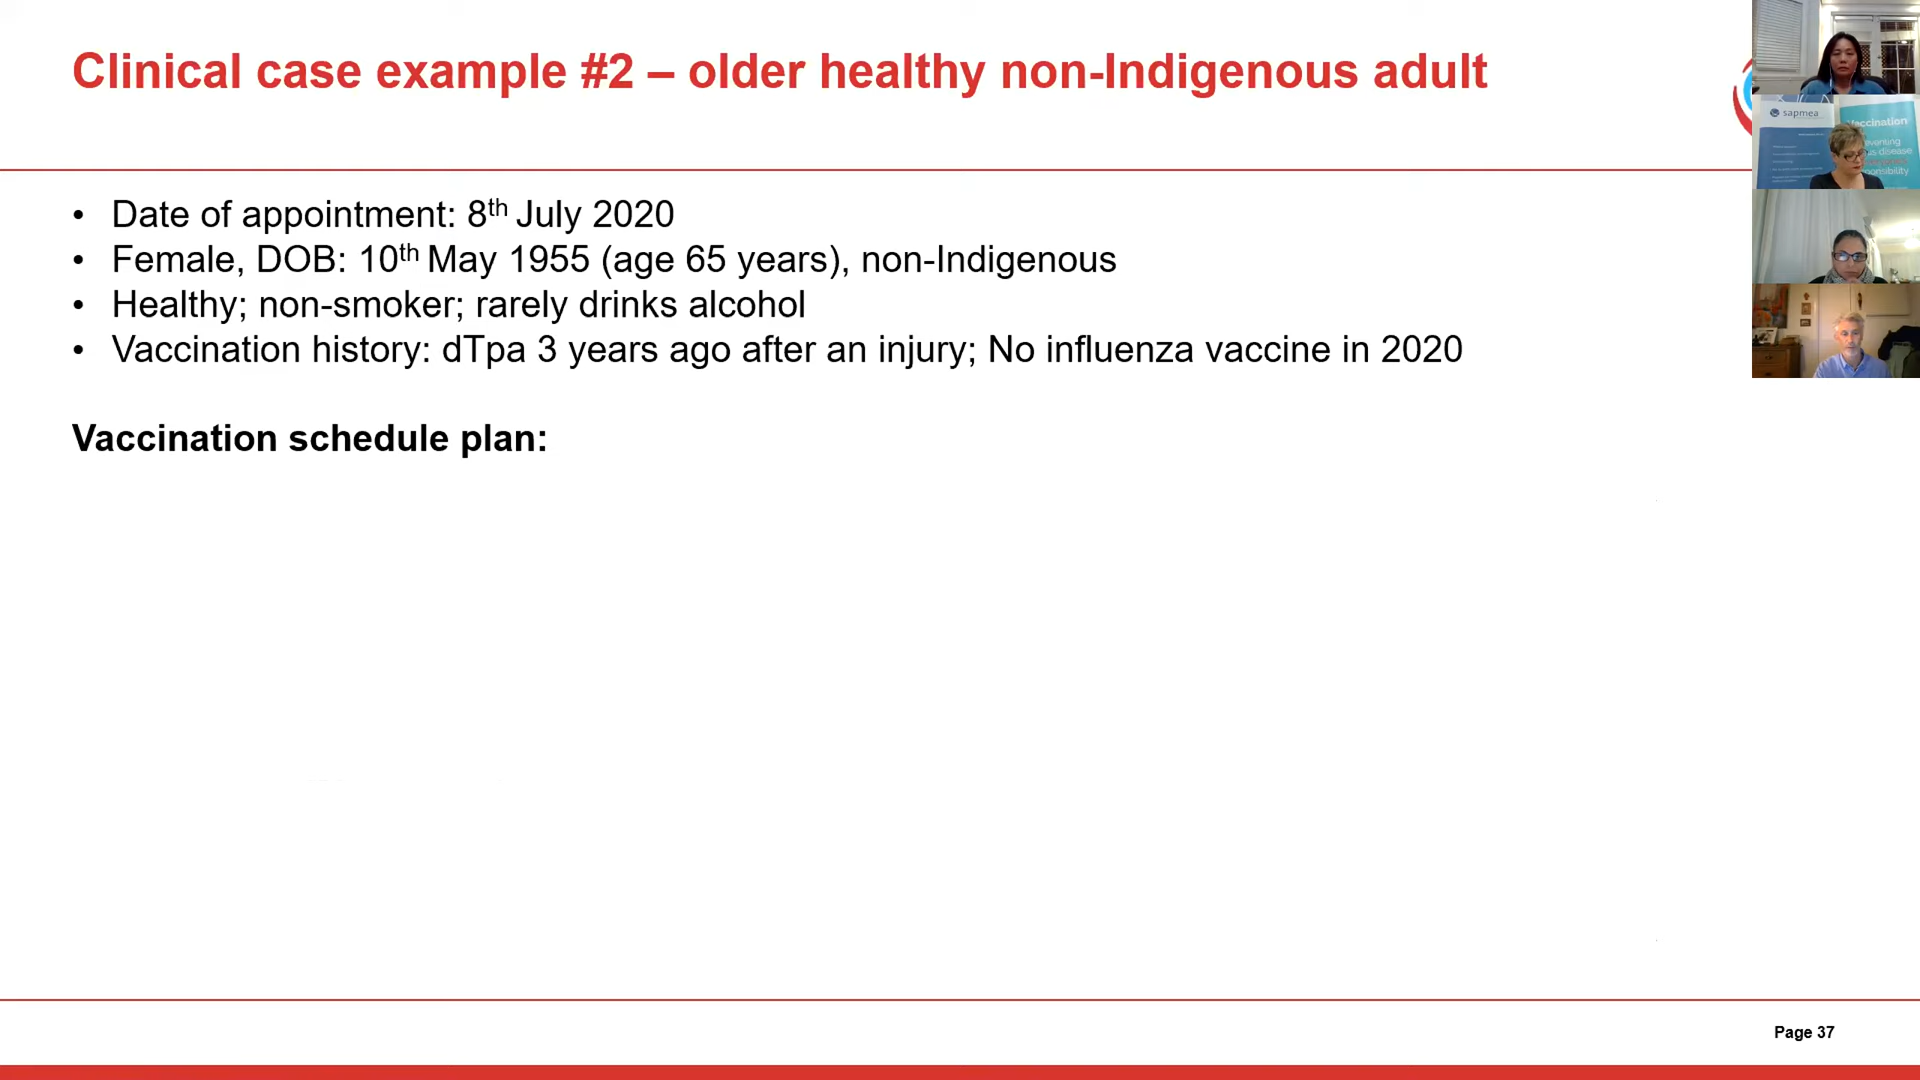 Clinical case example #2 – older healthy non-Indigenous adult
• Date of appointment: 8th July 2020
• Female, DOB: 10th May 1955 (age 65 years), non-Indigenous
• Healthy; non-smoker; rarely drinks alcohol
• Vaccination history: dTpa 3 years ago after an injury; No influenza vaccine in 2020
Vaccination schedule plan:
sapmea
Vaccination
Page 37